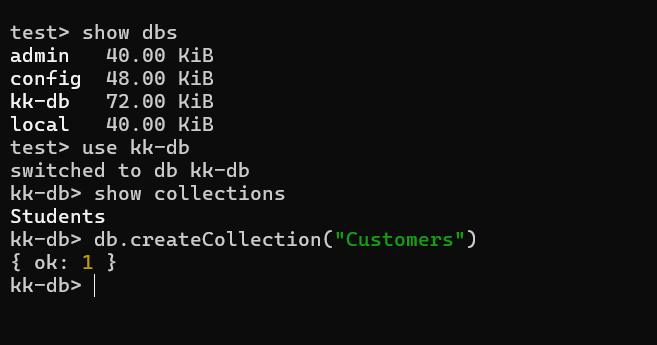 test> show dbs
admin   40.00 KiB
config  48.00 KiB
kk-db   72.00 KiB
local   40.00 KiB
test> use kk-db
switched to db kk-db
kk-db> show collections
Students
kk-db> db.createCollection("Customers")
{ ok: 1 }
kk-db>